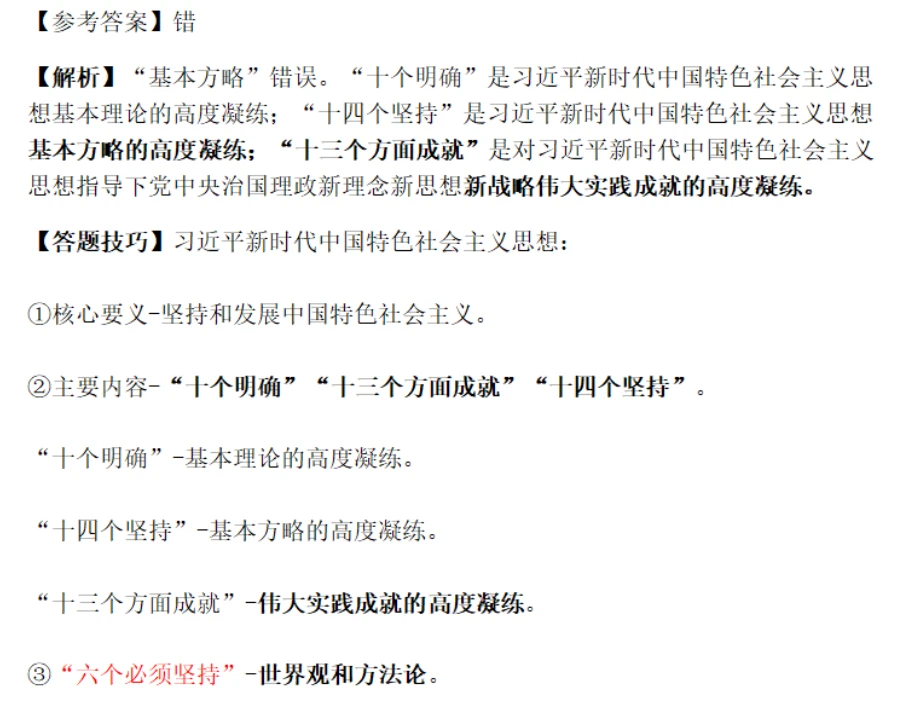 【参考答案】错
【解析】“基本方略”错误。“十个明确”是习近平新时代中国特色社会主义思
想基本理论的高度凝练；“十四个坚持”是习近平新时代中国特色社会主义思想
基本方略的高度凝练；“十三个方面成就”是对习近平新时代中国特色社会主义
思想指导下党中央治国理政新理念新思想新战略伟大实践成就的高度凝练。
【答题技巧】习近平新时代中国特色社会主义思想：
①核心要义-坚持和发展中国特色社会主义。
②主要内容-“十个明确”“十三个方面成就”“十四个坚持”。
“十个明确”-基本理论的高度凝练。
“十四个坚持”-基本方略的高度凝练。
“十三个方面成就”-伟大实践成就的高度凝练。
③“六个必须坚持”-世界观和方法论。